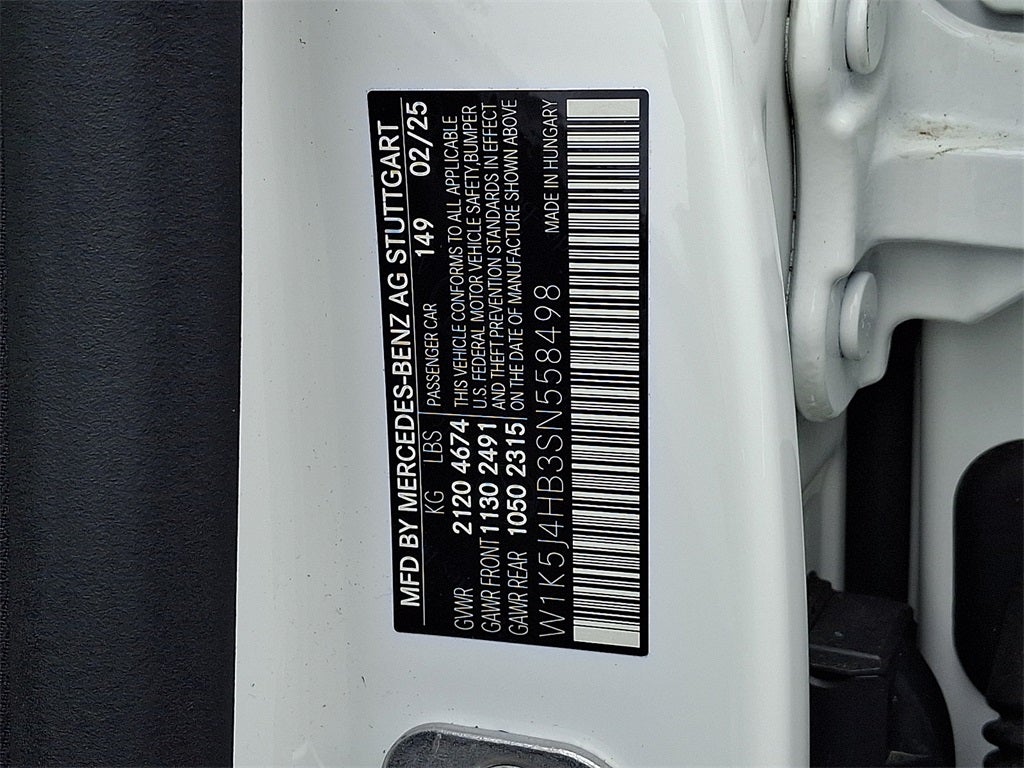 MFD BY MERCEDES-BENZ AG STUTTGART
KG LBS PASSENGER CAR 149 02/25
GVWR 2120 4674 THIS VEHICLE CONFORMS TO ALL APPLICABLE
GAWR FRONT 1130 2491 U.S. FEDERAL MOTOR VEHICLE SAFETY,BUMPER
AND THEFT PREVENTION STANDARDS IN EFFECT
GAWR REAR 1050 2315 ON THE DATE OF MANUFACTURE SHOWN ABOVE
W1K5J4HB3SN558498 MADE IN HUNGARY